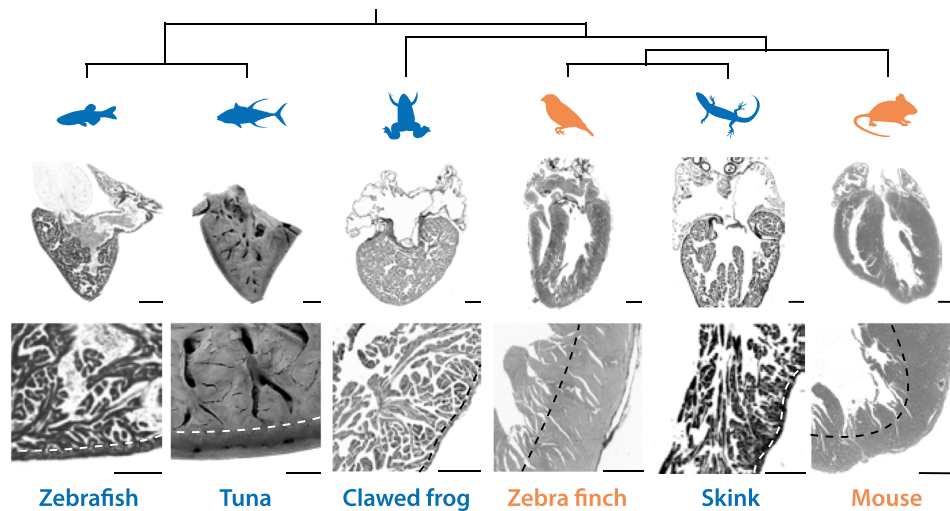 Zebrafish
Tuna
Clawed frog
Zebra finch
Skink
Mouse